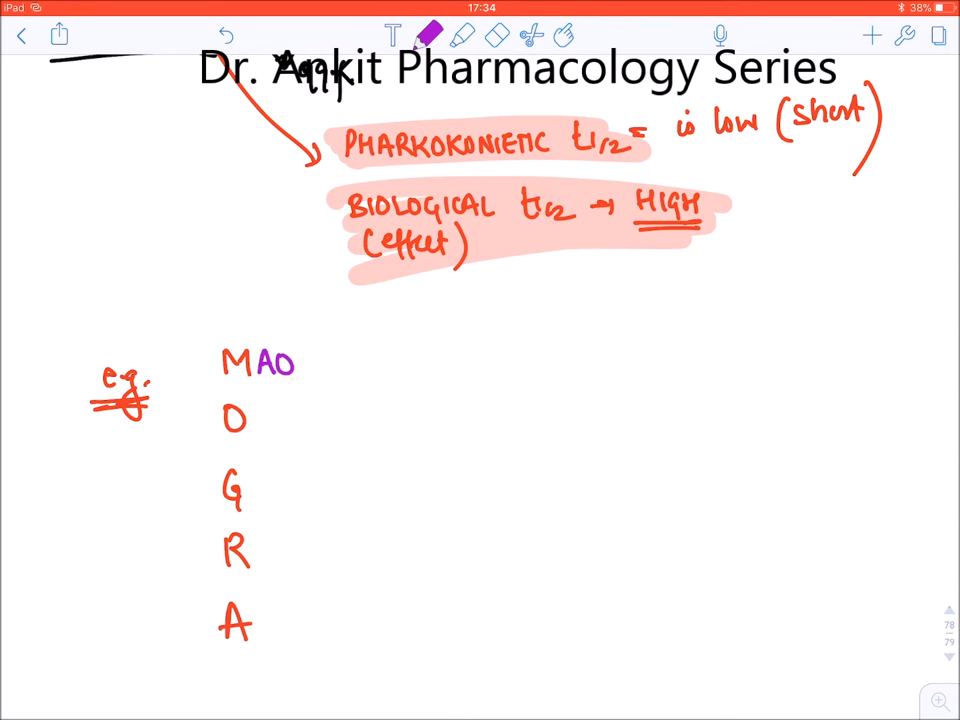 iPad 17:34 38%
T
Dr. Ankit Pharmacology Series
PHARKOKONIETIC t1/2 = is low (short)
BIOLOGICAL t1/2 → HIGH
(effect)
e.g.
MAO
O
G
R
A
78
79